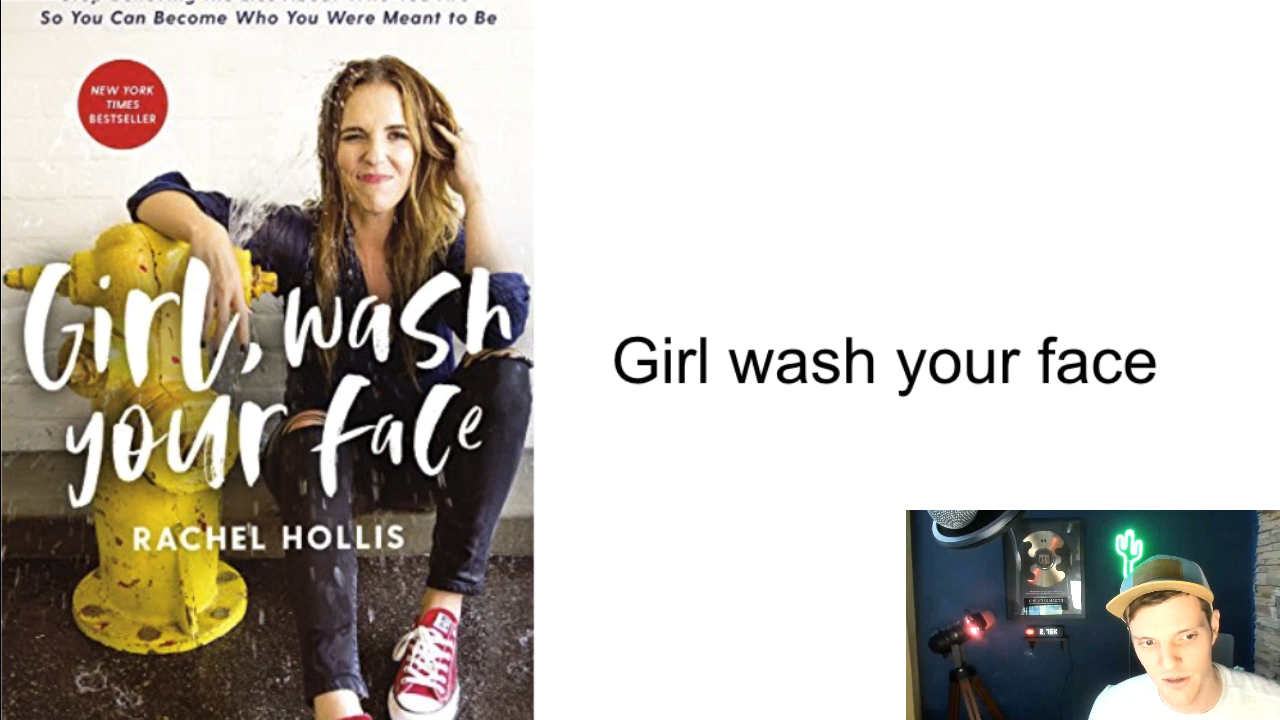 So You Can Become Who You Were Meant to Be
NEW YORK
TIMES
BESTSELLER
Girl, wash
your face
RACHEL HOLLIS
Girl wash your face